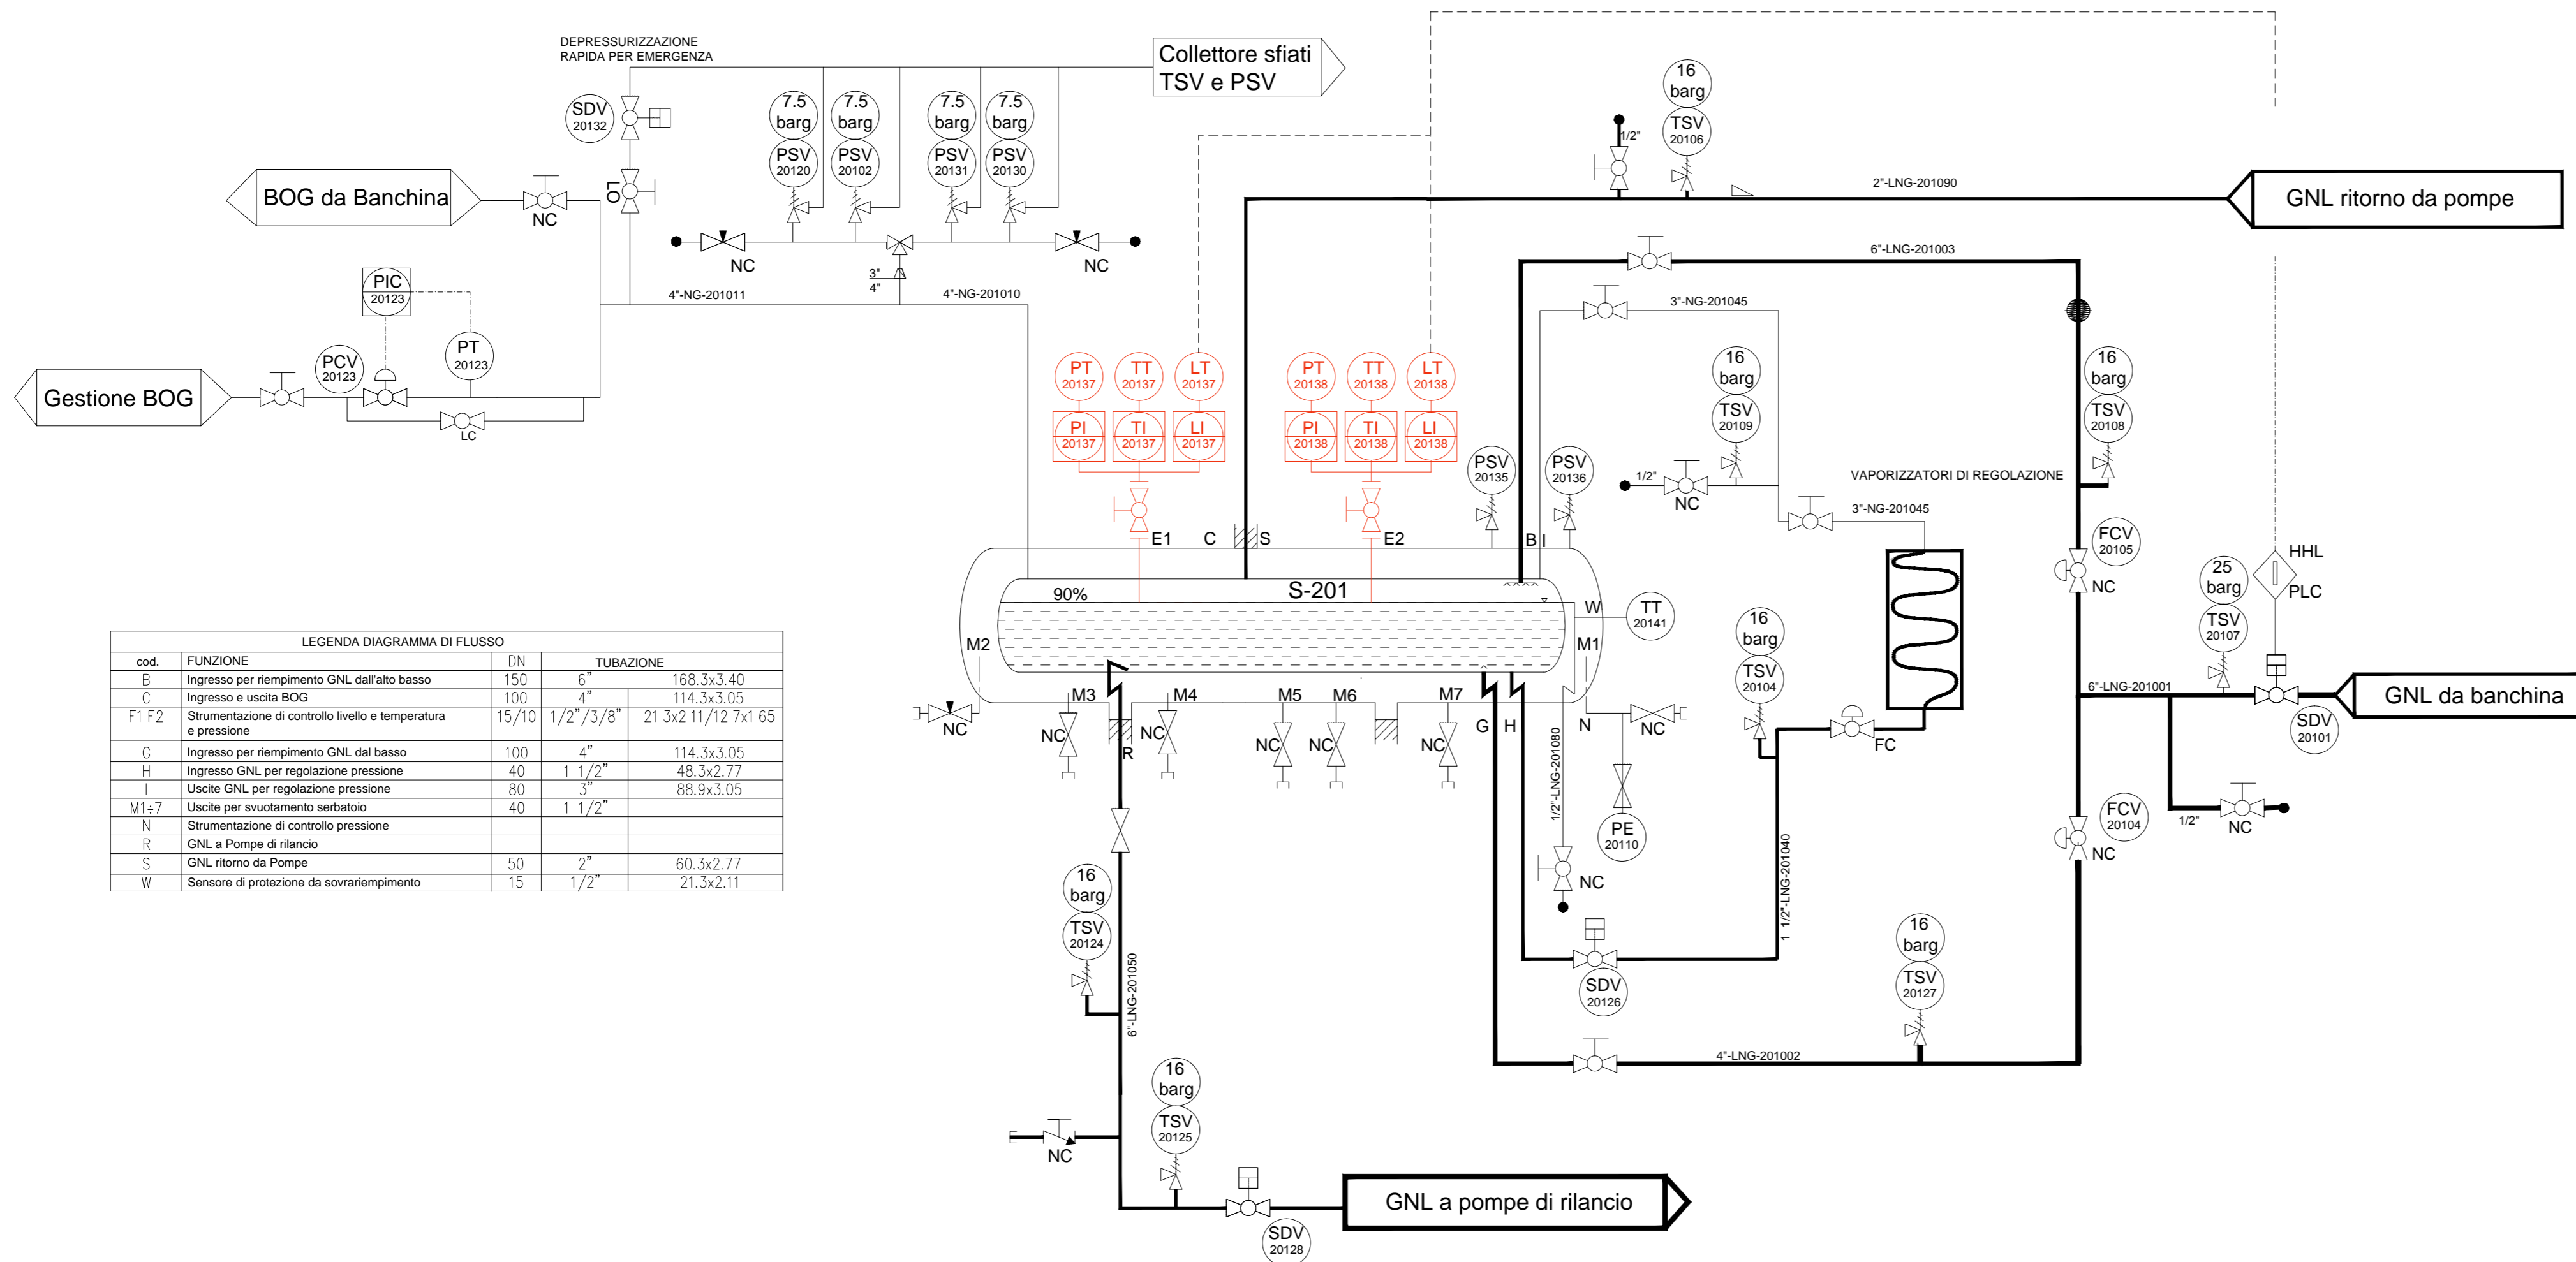 DEPRESSURIZZAZIONE
RAPIDA PER EMERGENZA
Collettore sfiati
TSV e PSV
SDV
20132
LO
7.5
barg
PSV
20120
7.5
barg
PSV
20102
7.5
barg
PSV
20131
7.5
barg
PSV
20130
NC
NC
3"
4"
BOG da Banchina
NC
4"-NG-201011
4"-NG-201010
PIC
20123
PT
20123
PCV
20123
LC
Gestione BOG
1/2"
16
barg
TSV
20106
2"-LNG-201090
GNL ritorno da pompe
6"-LNG-201003
3"-NG-201045
PT
20137
TT
20137
LT
20137
PI
20137
TI
20137
LI
20137
PT
20138
TT
20138
LT
20138
PI
20138
TI
20138
LI
20138
PSV
20135
PSV
20136
16
barg
TSV
20109
1/2"
NC
VAPORIZZATORI DI REGOLAZIONE
3"-NG-201045
16
barg
TSV
20108
FCV
20105
NC
E1
C
S
E2
B
I
S-201
90%
W
TT
20141
M2
M1
NC
M3
NC
M4
NC
R
M5
NC
M6
NC
M7
NC
G
H
N
NC
1/2"-LNG-201080
PE
20110
NC
16
barg
TSV
20104
FC
1 1/2"-LNG-201040
25
barg
TSV
20107
HHL
PLC
6"-LNG-201001
GNL da banchina
SDV
20101
1/2"
NC
FCV
20104
NC
SDV
20126
16
barg
TSV
20127
4"-LNG-201002
16
barg
TSV
20124
6"-LNG-201050
16
barg
TSV
20125
NC
SDV
20128
GNL a pompe di rilancio
LEGENDA DIAGRAMMA DI FLUSSO
cod. FUNZIONE DN TUBAZIONE
B Ingresso per riempimento GNL dall'alto basso 150 6" 168.3x3.40
C Ingresso e uscita BOG 100 4" 114.3x3.05
F1 F2 Strumentazione di controllo livello e temperatura 15/10 1/2"/3/8" 21 3x2 11/12 7x1 65
e pressione
G Ingresso per riempimento GNL dal basso 100 4" 114.3x3.05
H Ingresso GNL per regolazione pressione 40 1 1/2" 48.3x2.77
I Uscite GNL per regolazione pressione 80 3" 88.9x3.05
M1÷7 Uscite per svuotamento serbatoio 40 1 1/2"
N Strumentazione di controllo pressione
R GNL a Pompe di rilancio
S GNL ritorno da Pompe 50 2" 60.3x2.77
W Sensore di protezione da sovrariempimento 15 1/2" 21.3x2.11